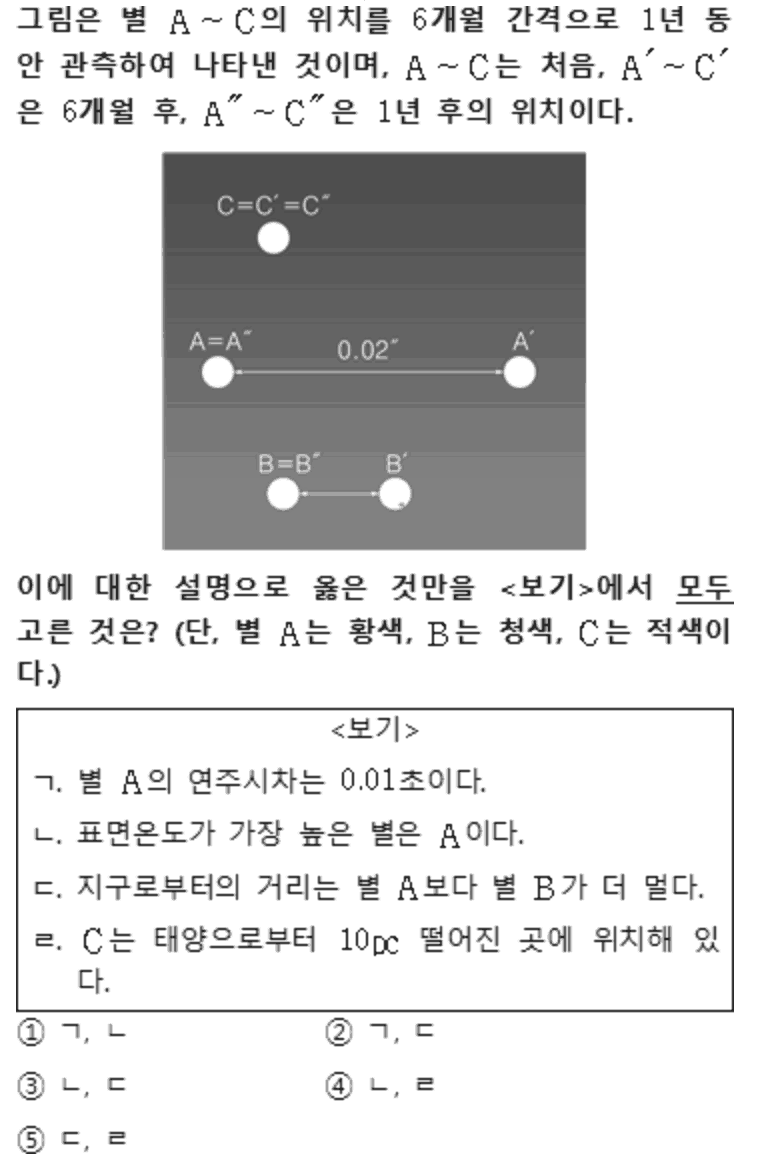 그림은 별 A ~ C의 위치를 6개월 간격으로 1년 동
안 관측하여 나타낸 것이며, A ~ C는 처음, A′ ~ C′
은 6개월 후, A″ ~ C″은 1년 후의 위치이다.
C=C′=C″
A=A″
0.02″
A′
B=B″
B′
이에 대한 설명으로 옳은 것만을 <보기>에서 모두
고른 것은? (단, 별 A는 황색, B는 청색, C는 적색이
다.)
<보기>
ㄱ. 별 A의 연주시차는 0.01초이다.
ㄴ. 표면온도가 가장 높은 별은 A이다.
ㄷ. 지구로부터의 거리는 별 A보다 별 B가 더 멀다.
ㄹ. C는 태양으로부터 10pc 떨어진 곳에 위치해 있
다.
① ㄱ, ㄴ
② ㄱ, ㄷ
③ ㄴ, ㄷ
④ ㄴ, ㄹ
⑤ ㄷ, ㄹ